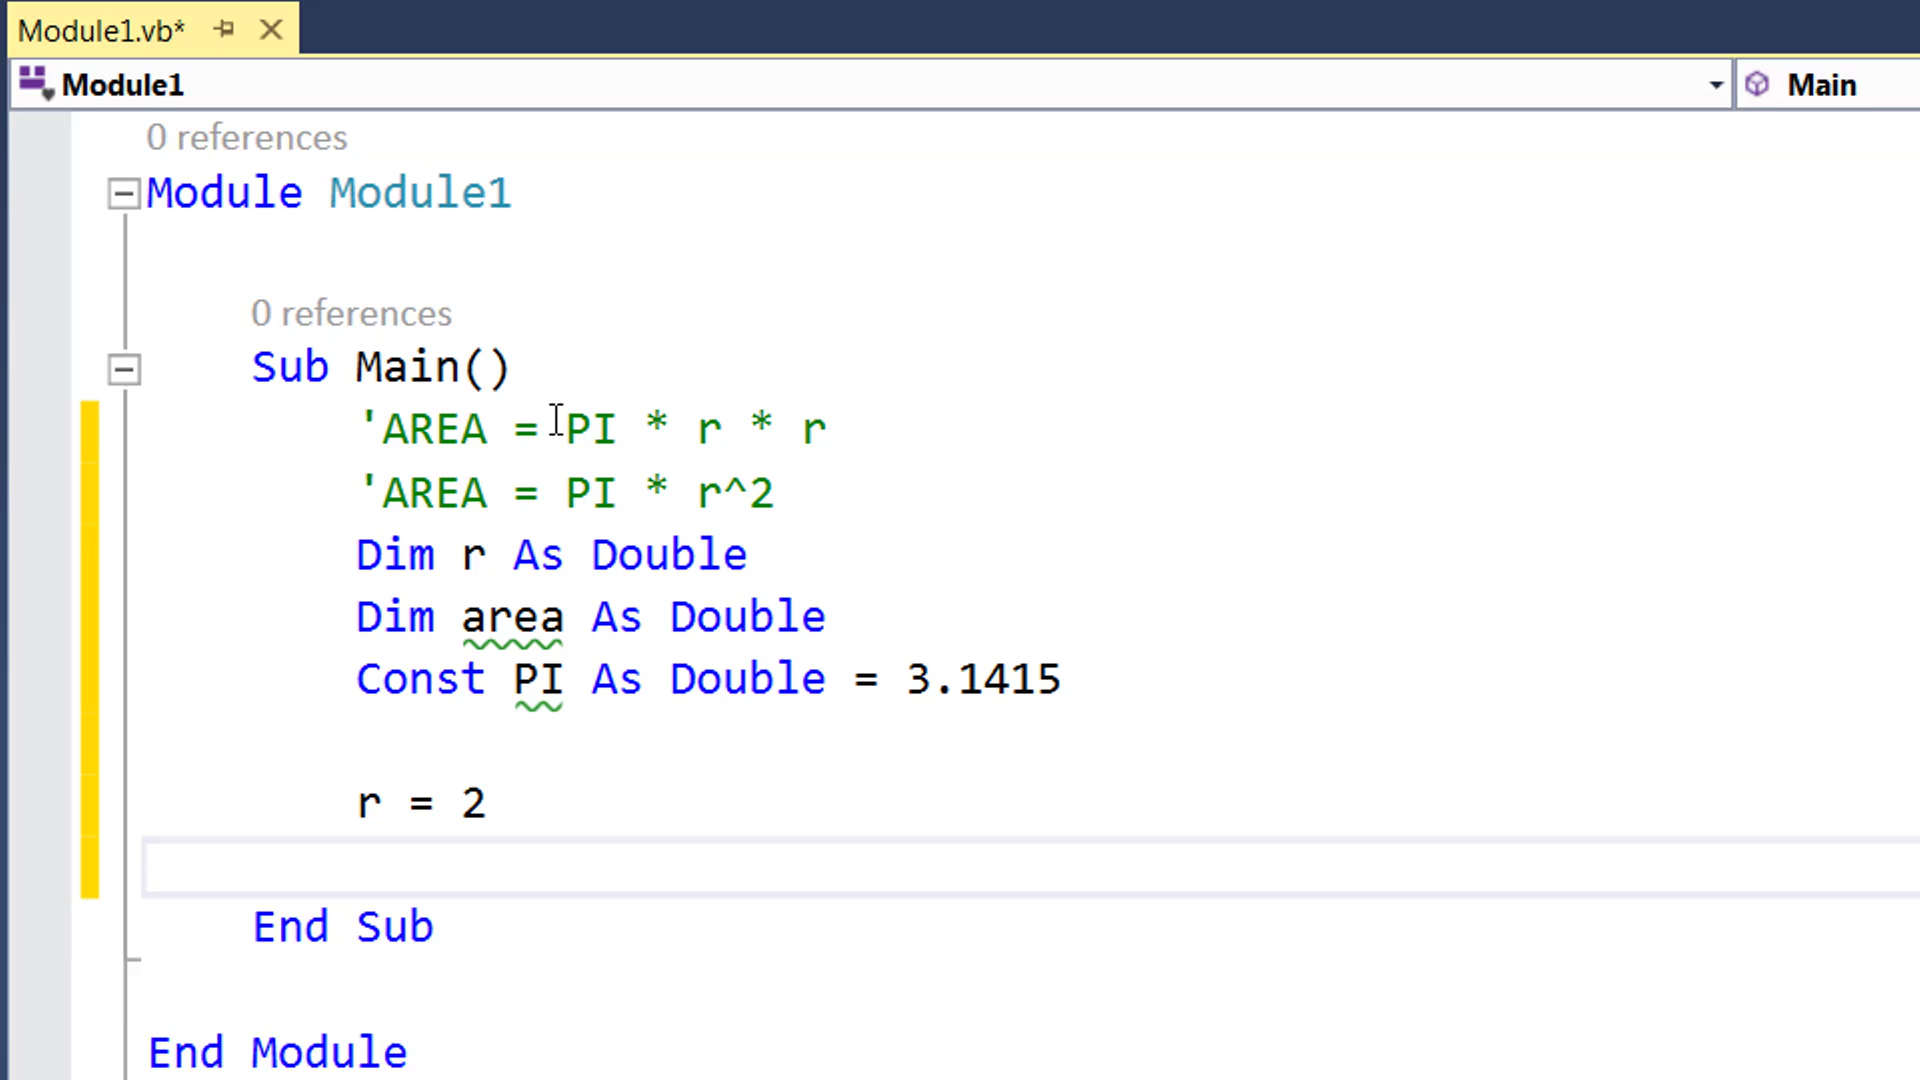 Module1.vb*
Module1 Main
0 references
Module Module1
0 references
Sub Main()
'AREA = PI * r * r
'AREA = PI * r^2
Dim r As Double
Dim area As Double
Const PI As Double = 3.1415
r = 2
End Sub
End Module